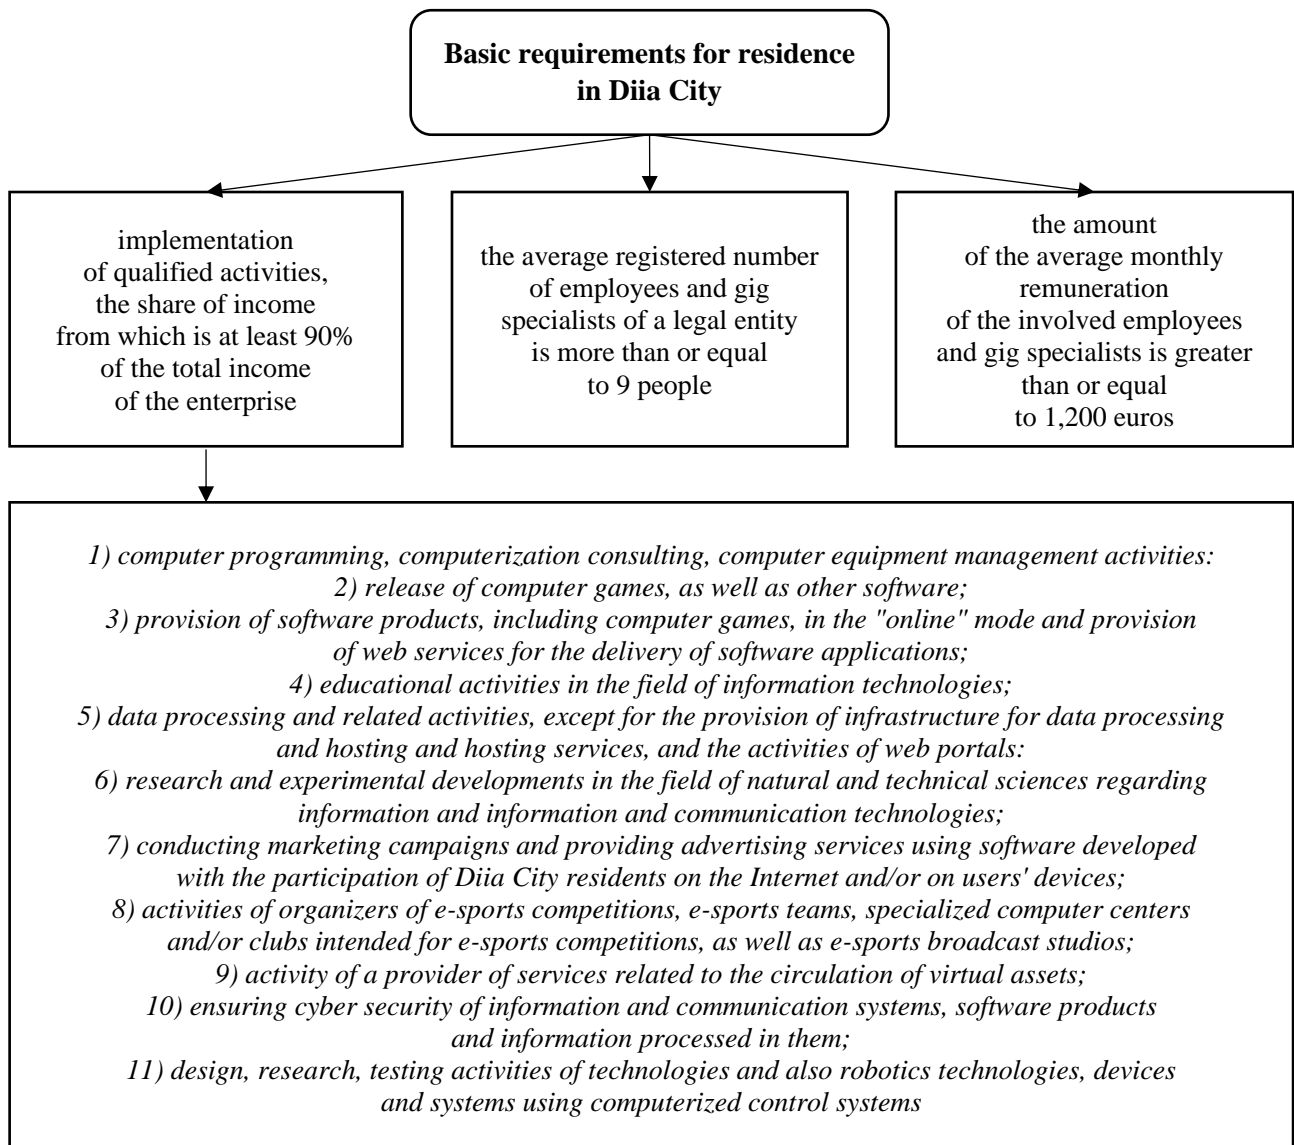 Basic requirements for residence
in Diia City
implementation
of qualified activities,
the share of income
from which is at least 90%
of the total income
of the enterprise
the average registered number
of employees and gig
specialists of a legal entity
is more than or equal
to 9 people
the amount
of the average monthly
remuneration
of the involved employees
and gig specialists is greater
than or equal
to 1,200 euros
1) computer programming, computerization consulting, computer equipment management activities:
2) release of computer games, as well as other software;
3) provision of software products, including computer games, in the "online" mode and provision
of web services for the delivery of software applications;
4) educational activities in the field of information technologies;
5) data processing and related activities, except for the provision of infrastructure for data processing
and hosting and hosting services, and the activities of web portals:
6) research and experimental developments in the field of natural and technical sciences regarding
information and information and communication technologies;
7) conducting marketing campaigns and providing advertising services using software developed
with the participation of Diia City residents on the Internet and/or on users' devices;
8) activities of organizers of e-sports competitions, e-sports teams, specialized computer centers
and/or clubs intended for e-sports competitions, as well as e-sports broadcast studios;
9) activity of a provider of services related to the circulation of virtual assets;
10) ensuring cyber security of information and communication systems, software products
and information processed in them;
11) design, research, testing activities of technologies and also robotics technologies, devices
and systems using computerized control systems